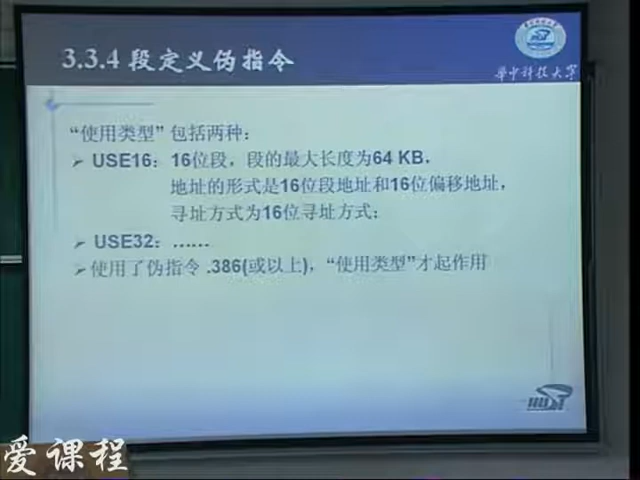 3.3.4 段定义伪指令
华中科技大学
“使用类型”包括两种：
➢ USE16：16位段，段的最大长度为64 KB，
地址的形式是16位段地址和16位偏移地址，
寻址方式为16位寻址方式；
➢ USE32：……
➢ 使用了伪指令 .386(或以上)，“使用类型”才起作用
HUST
爱课程